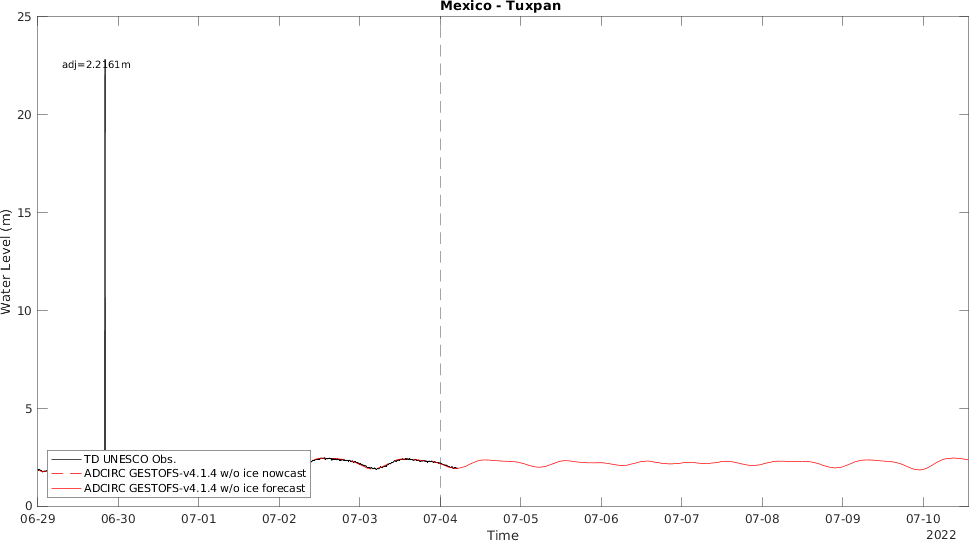 Mexico - Tuxpan
25
20
15
10
5
0
Water Level (m)
adj=2.2161m
TD UNESCO Obs.
ADCIRC GESTOFS-v4.1.4 w/o ice nowcast
ADCIRC GESTOFS-v4.1.4 w/o ice forecast
06-29 06-30 07-01 07-02 07-03 07-04 07-05 07-06 07-07 07-08 07-09 07-10
Time
2022